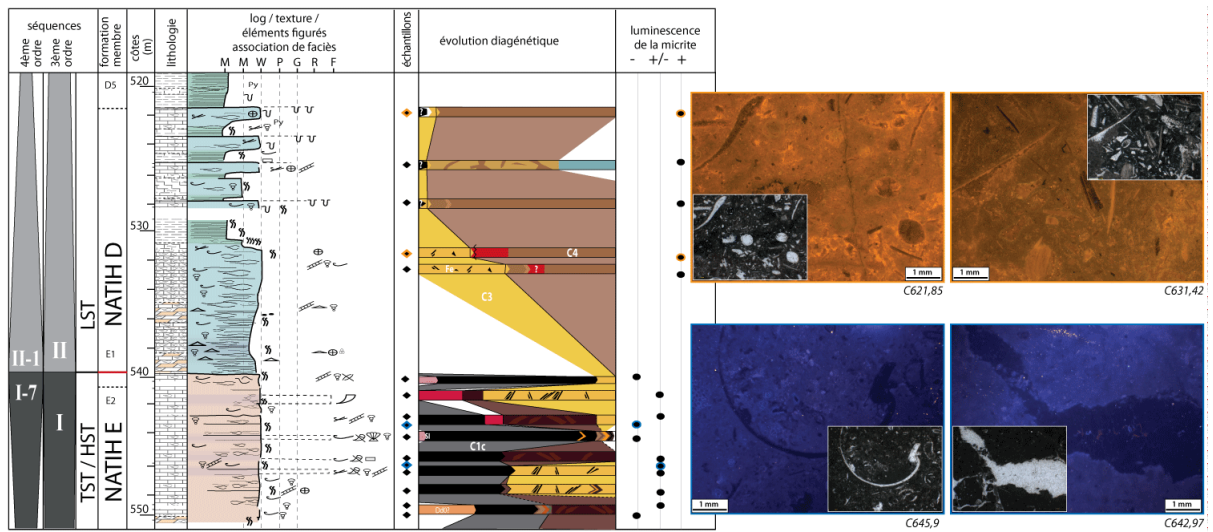 séquences
4ème ordre
3ème ordre
formation membre
côtes (m)
lithologie
log / texture /
éléments figurés
association de faciès
M M W P G R F
échantillons
évolution diagénétique
luminescence
de la micrite
- +/- +
D5
520
Py
Py
?
?
?
530
NATIH D
LST
C4
Fe
?
C3
1 mm
1 mm
C621,85
C631,42
II-1
II
E1
540
I-7
I
E2
TST / HST
NATIH E
SI
C1c
550
1 mm
1 mm
C645,9
C642,97